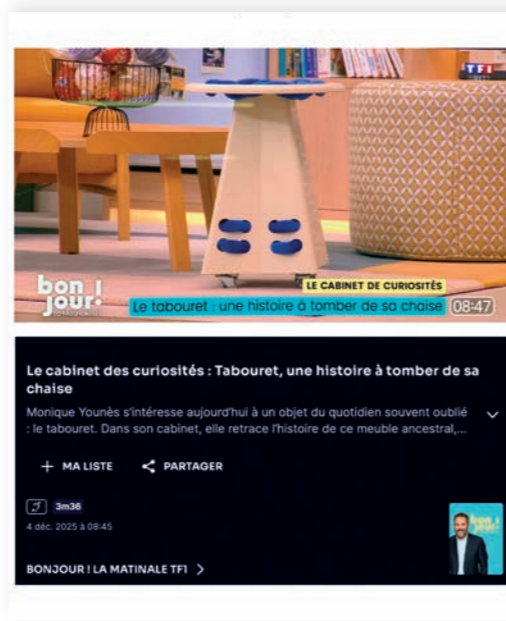 TF1
LE CABINET DE CURIOSITÉS
bon
jour!
Le tabouret : une histoire à tomber de sa chaise
08:47
Le cabinet des curiosités : Tabouret, une histoire à tomber de sa
chaise
Monique Younès s'intéresse aujourd'hui à un objet du quotidien souvent oublié
: le tabouret. Dans son cabinet, elle retrace l'histoire de ce meuble ancestral,...
+ MA LISTE
PARTAGER
3m36
4 déc. 2025 à 08:45
bon
jour!
BONJOUR ! LA MATINALE TF1 >